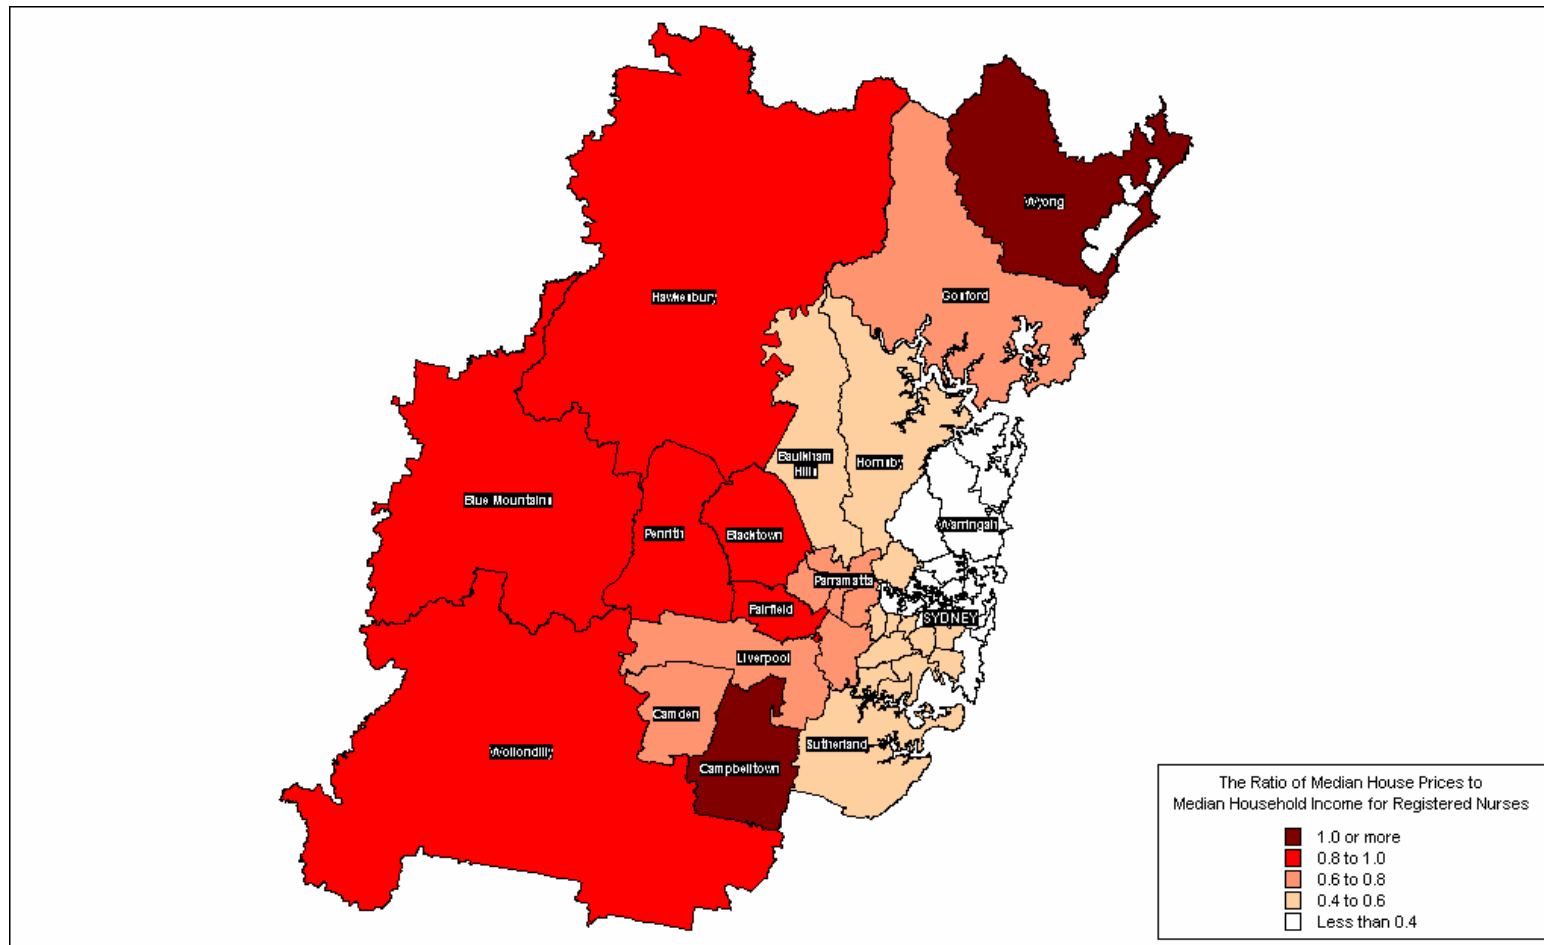 Wyong
Hawkesbury
Gosford
Baulkham
Hills
Hornsby
Blue Mountains
Warringah
Penrith
Blacktown
Parramatta
Fairfield
SYDNEY
Liverpool
Camden
Wollondilly
Sutherland
Campbelltown
The Ratio of Median House Prices to
Median Household Income for Registered Nurses
1.0 or more
0.8 to 1.0
0.6 to 0.8
0.4 to 0.6
Less than 0.4